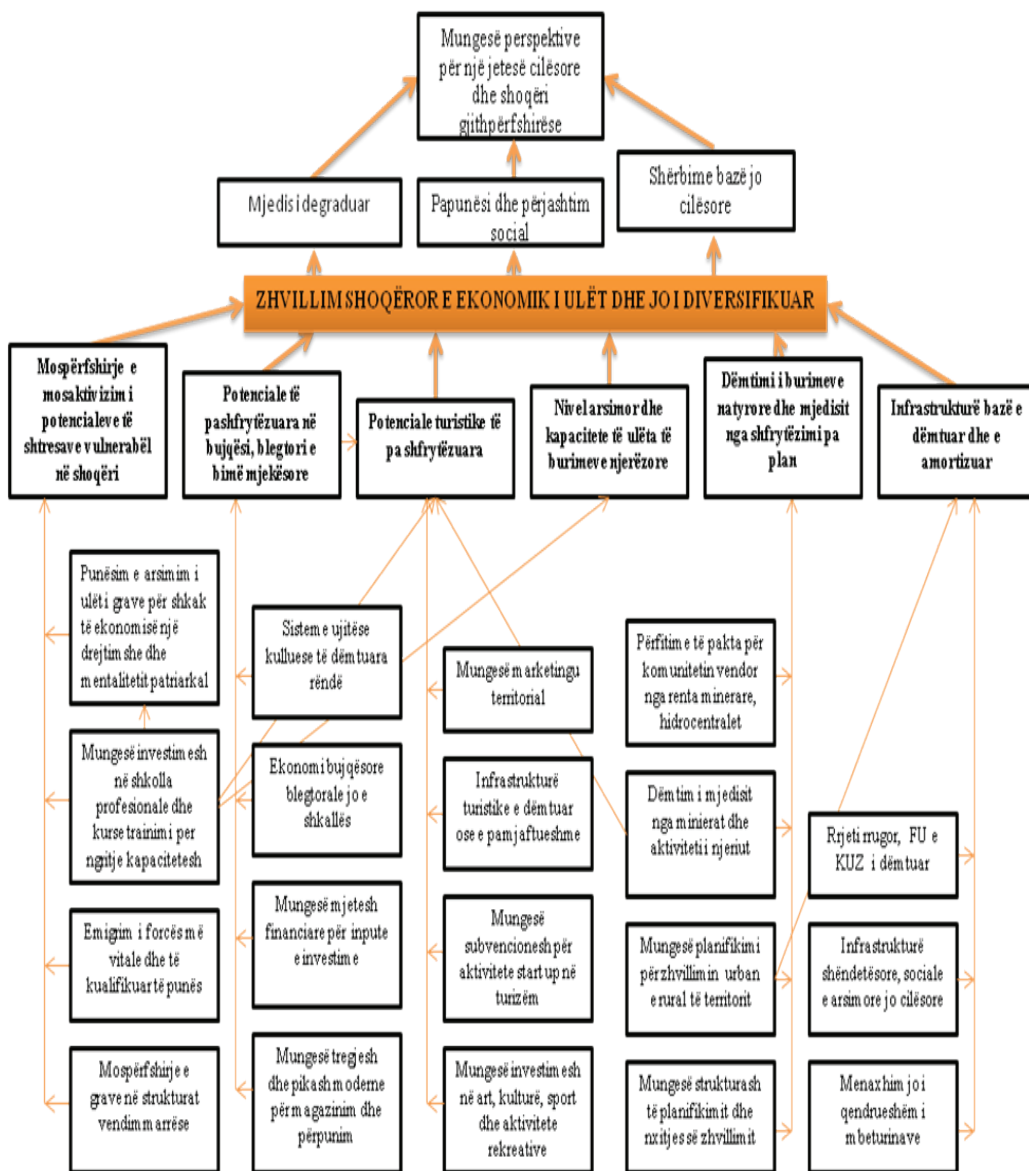 Mungesë perspektive
për një jetesë cilësore
dhe shoqëri
gjithpërfshirëse
Mjedis i degraduar
Papunësi dhe përjashtim
social
Shërbime bazë jo
cilësore
ZHVILLIM SHOQËROR E EKONOMIK I ULËT DHE JO I DIVERSIFIKUAR
Mospërfshirje e
mosaktivizim i
potencialeve të
shtresave vulnerabël
në shoqëri
Potenciale të
pashfrytëzuara në
bujqësi, blegtori e
bimë mjekësore
Potenciale turistike të
pashfrytëzuara
Nivel arsimor dhe
kapacitete të ulëta të
burimeve njerëzore
Dëmtimi i burimeve
natyrore dhe mjedisit
nga shfrytëzimi pa
plan
Infrastrukturë bazë e
dëmtuar dhe e
amortizuar
Punësim e arsimim i
ulët i grave për shkak
të ekonomisë një
drejtimshe dhe
mentalitetit patriarkal
Mungesë investimesh
në shkolla
profesionale dhe
kurse trainimi per
ngritje kapacitetesh
Emigrim i forcës më
vitale dhe të
kualifikuar të punës
Mospërfshirje e
grave në strukturat
vendimmarrëse
Sisteme ujitëse
kulluese të dëmtuara
rëndë
Ekonomi bujqësore
blegtorale jo e
shkallës
Mungesë mjetesh
financiare për inpute
e investime
Mungesë tregjesh
dhe pikash moderne
për magazinim dhe
përpunim
Mungesë marketingu
territorial
Infrastrukturë
turistike e dëmtuar
ose e pamjaftueshme
Mungesë
subvencionesh për
aktivitete start up në
turizëm
Mungesë investimesh
në art, kulturë, sport
dhe aktivitete
rekreative
Përfitime të pakta për
komunitetin vendor
nga renta minerare,
hidrocentralet
Dëmtim i mjedisit
nga minierat dhe
aktiviteti i njeriut
Mungesë planifikimi
për zhvillimin urban
e rural të territorit
Mungesë strukturash
të planifikimit dhe
nxitjes së zhvillimit
Rrjeti rrugor, FU e
KUZ i dëmtuar
Infrastrukturë
shëndetësore, sociale
e arsimore jo cilësore
Menaxhim jo i
qendrueshëm i
mbeturinave